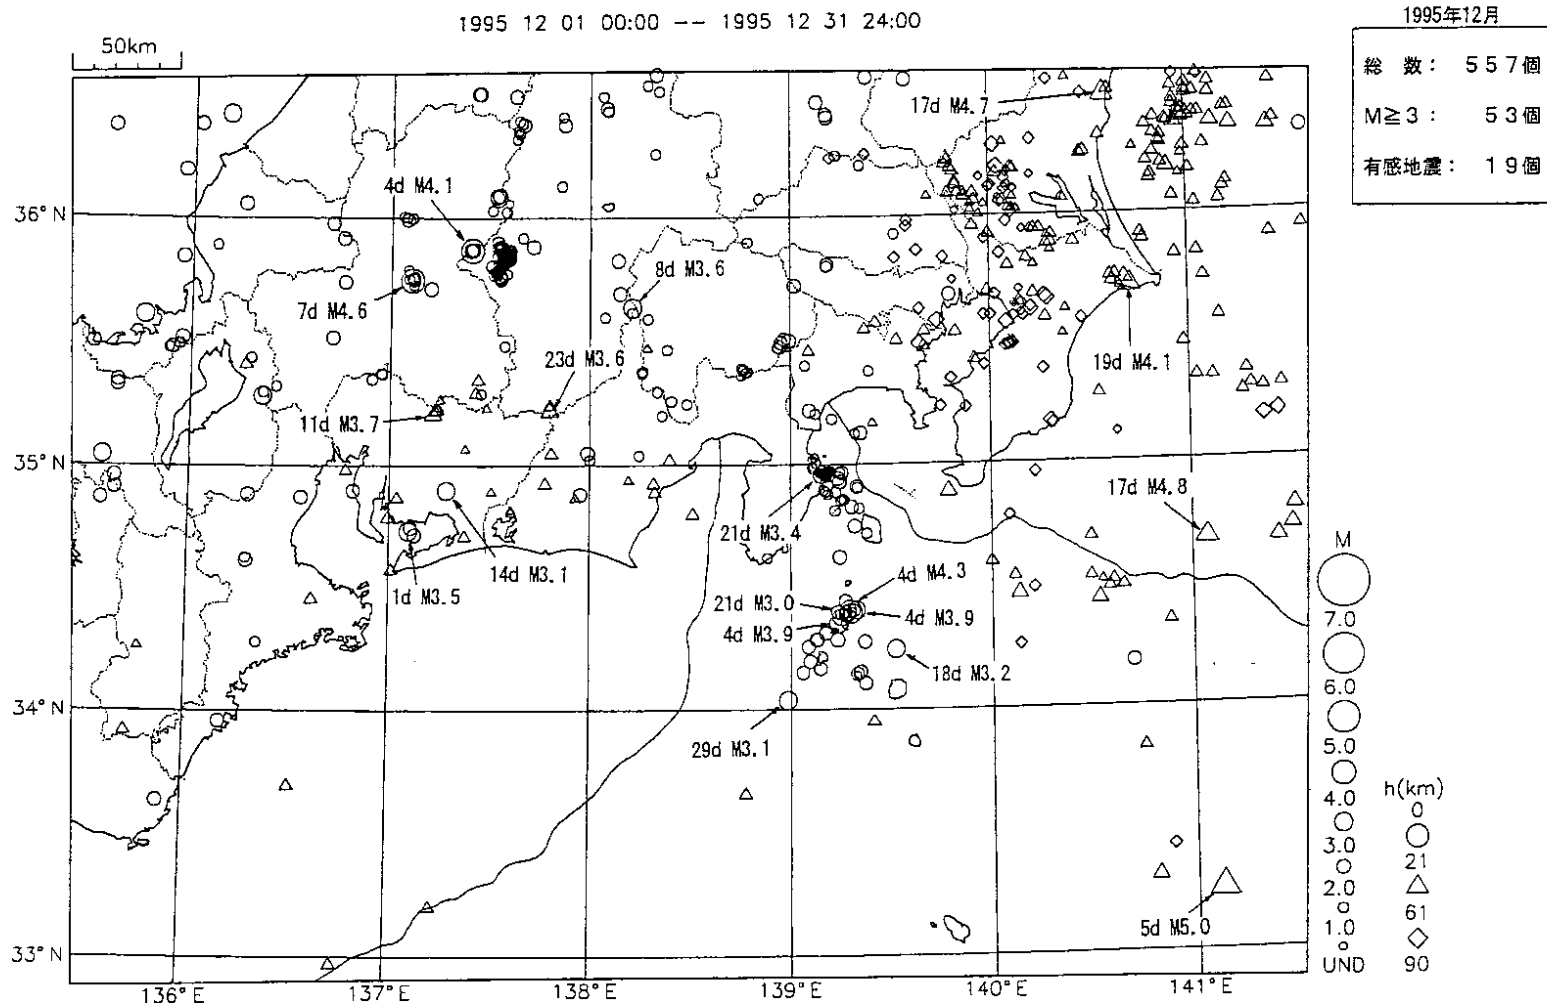 1995 12 01 00:00 -- 1995 12 31 24:00
1995年12月
総 数: 557個
M≧3: 53個
有感地震: 19個
50km
17d M4.7
4d M4.1
36°N
8d M3.6
7d M4.6
23d M3.6
19d M4.1
11d M3.7
35°N
17d M4.8
21d M3.4
14d M3.1
4d M4.3
1d M3.5
21d M3.0
4d M3.9
4d M3.9
18d M3.2
34°N
29d M3.1
5d M5.0
33°N
136°E
137°E
138°E
139°E
140°E
141°E
M
7.0
6.0
5.0
4.0
3.0
2.0
1.0
UND
h(km)
0
21
61
90